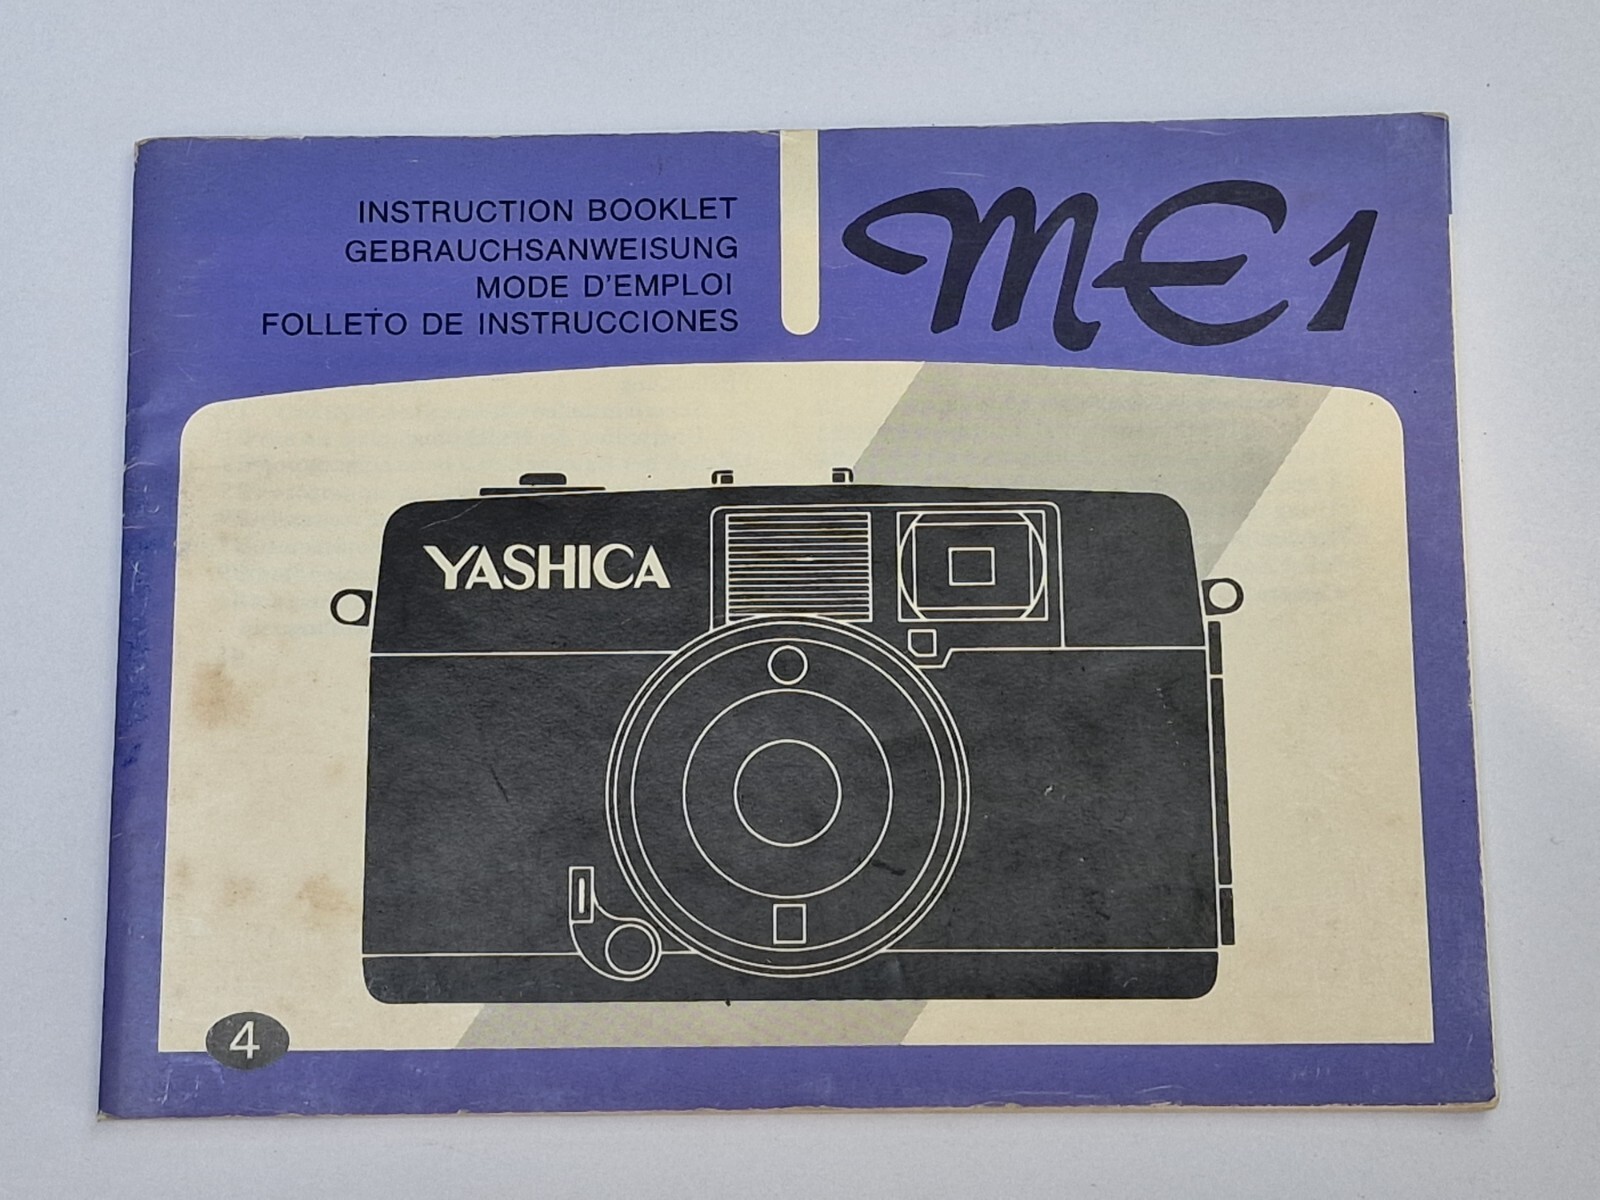 INSTRUCTION BOOKLET
GEBRAUCHSANWEISUNG
MODE D'EMPLOI
FOLLETO DE INSTRUCCIONES
ME1
YASHICA
4